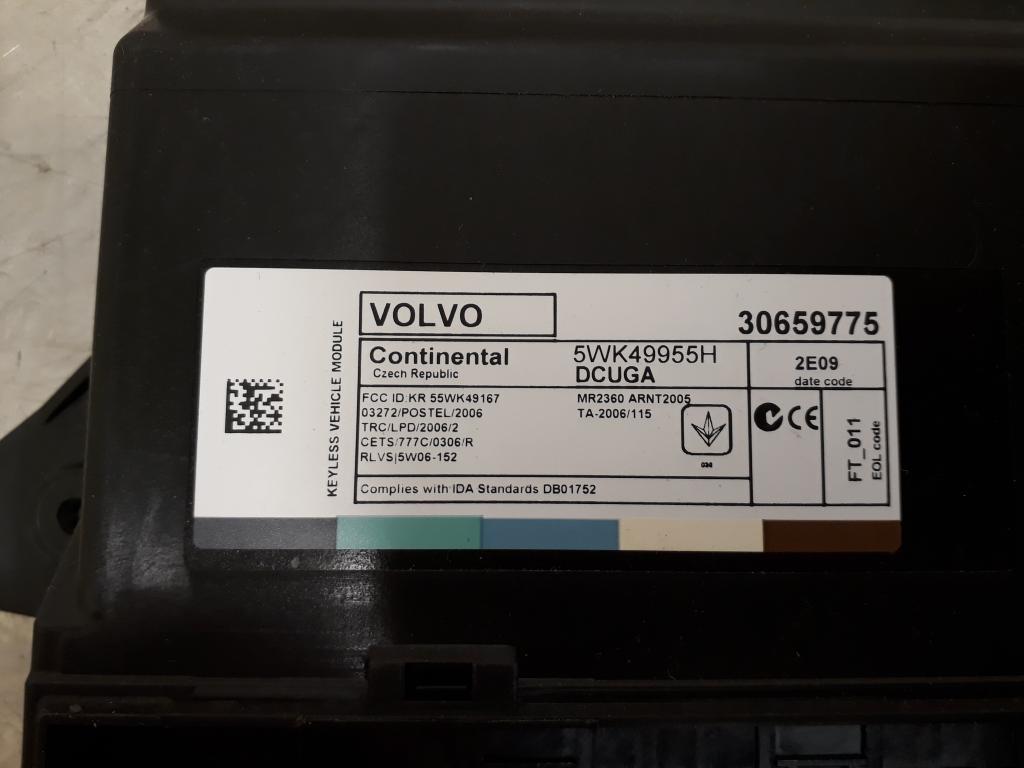 KEYLESS VEHICLE MODULE
VOLVO
30659775
Continental
Czech Republic
5WK49955H
DCUGA
2E09
date code
FCC ID:KR 55WK49167
03272/POSTEL/2006
TRC/LPD/2006/2
CETS/777C/0306/R
RLVS|5W06-152
MR2360 ARNT2005
TA-2006/115
CE
FT_011
EOL code
Complies with IDA Standards DB01752